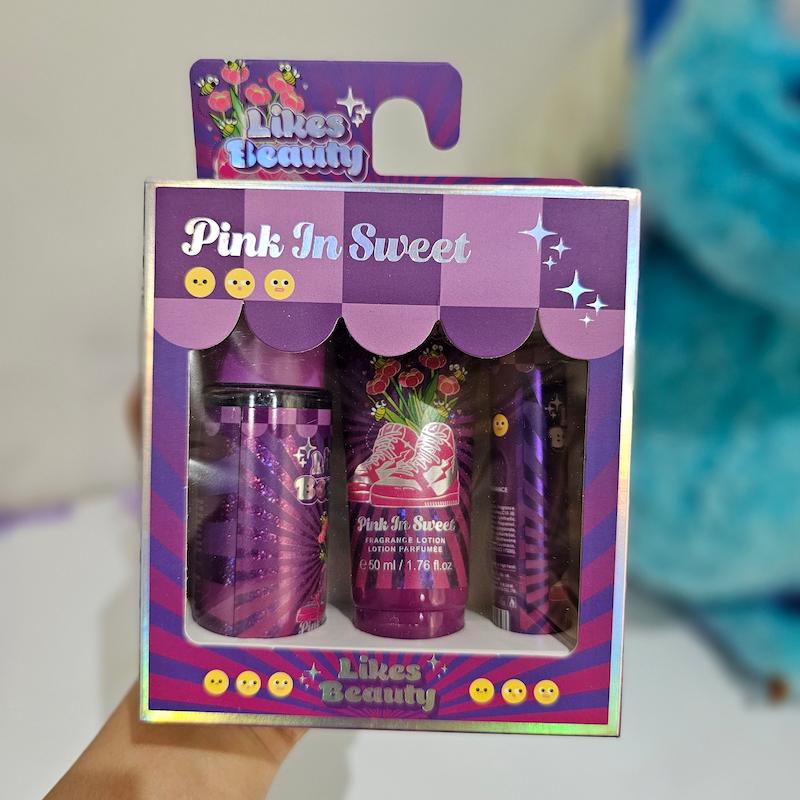 Likes
Beauty
Pink In Sweet
Pink In Sweet
FRAGRANCE LOTION
LOTION PARFUMÉE
e 50 ml / 1.76 fl.oz
Likes
Beauty